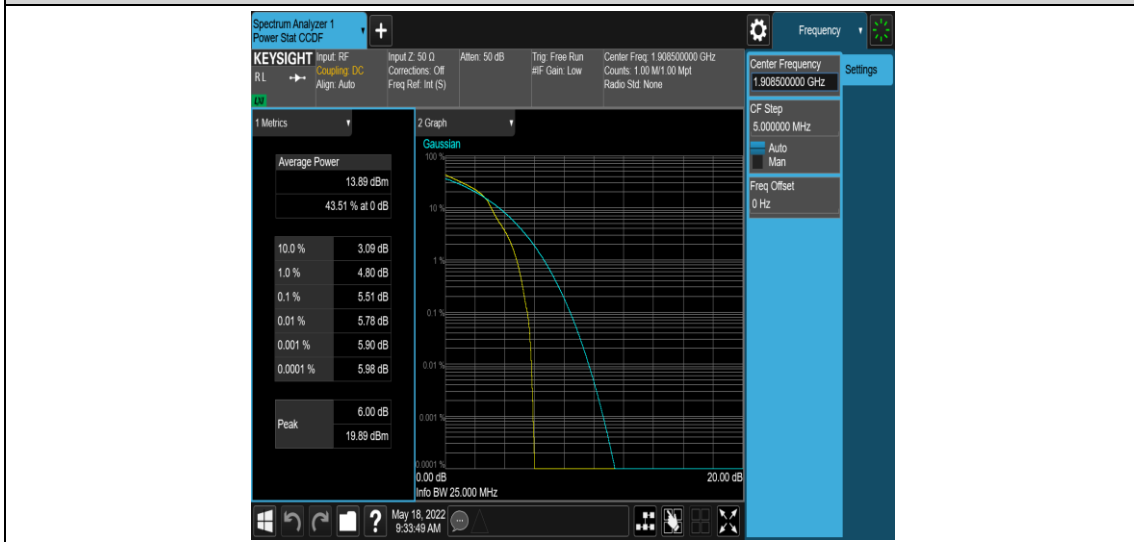 Spectrum Analyzer 1
Power Stat CCDF
+
Frequency
KEYSIGHT
RL
LXI
Input: RF
Coupling: DC
Align: Auto
Input Z: 50 Ω
Corrections: Off
Freq Ref: Int (S)
Atten: 50 dB
Trig: Free Run
#IF Gain: Low
Center Freq: 1.908500000 GHz
Counts: 1.00 M/1.00 Mpt
Radio Std: None
Center Frequency
1.908500000 GHz
Settings
CF Step
5.000000 MHz
Auto
Man
Freq Offset
0 Hz
1 Metrics
Average Power
13.89 dBm
43.51 % at 0 dB
10.0 % 3.09 dB
1.0 % 4.80 dB
0.1 % 5.51 dB
0.01 % 5.78 dB
0.001 % 5.90 dB
0.0001 % 5.98 dB
Peak
6.00 dB
19.89 dBm
2 Graph
Gaussian
100 %
10 %
1 %
0.1 %
0.01 %
0.001 %
0.0001 %
0.00 dB 20.00 dB
Info BW 25.000 MHz
?
May 18, 2022
9:33:49 AM